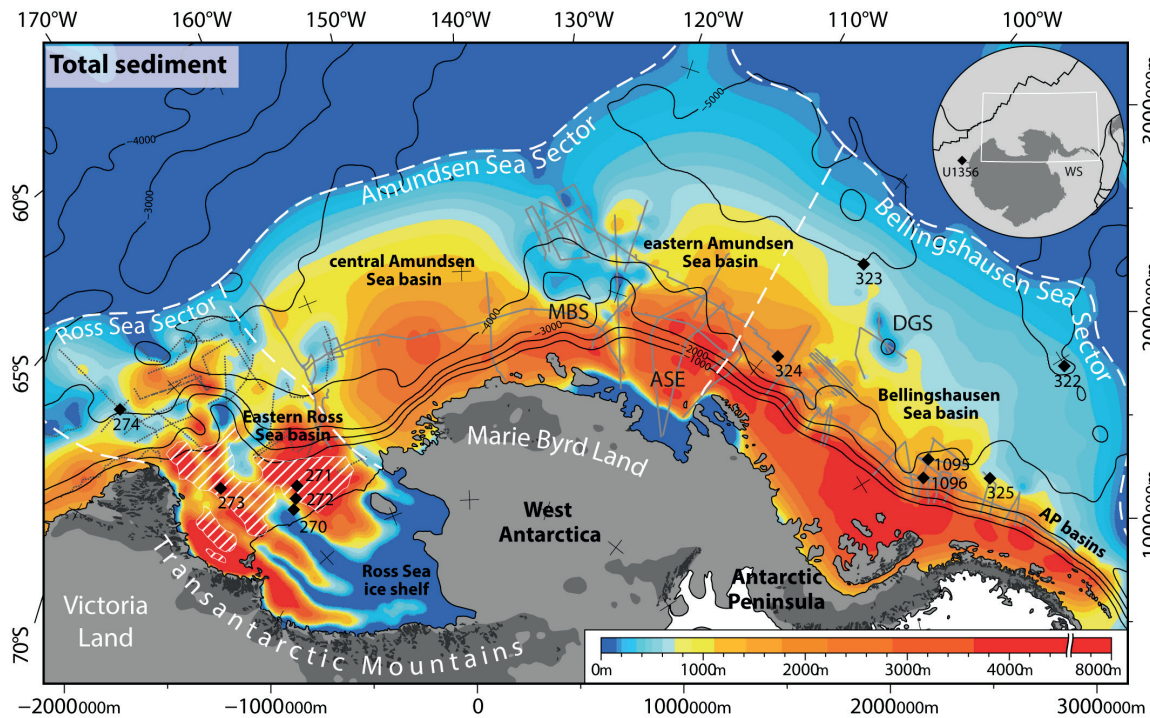 170°W 160°W 150°W 140°W 130°W 120°W 110°W 100°W
Total sediment
−5000
−4000
−3000
Amundsen Sea Sector
U1356
WS
3000000m
60°S
Bellingshausen Sea Sector
eastern Amundsen
Sea basin
central Amundsen
Sea basin
323
2000000m
Ross Sea Sector
MBS
DGS
−4000
−3000
−2000
−1000
65°S
324
322
ASE
Bellingshausen
Sea basin
274
Eastern Ross
Sea basin
Marie Byrd Land
1095
271
1096
325
273
272
270
West
Antarctica
AP basins
1000000m
Transantarctic Mountains
Ross Sea
ice shelf
Antarctic
Peninsula
Victoria
Land
70°S
0m 1000m 2000m 3000m 4000m 8000m
−2000000m −1000000m 0 10000000m 2000000m 3000000m